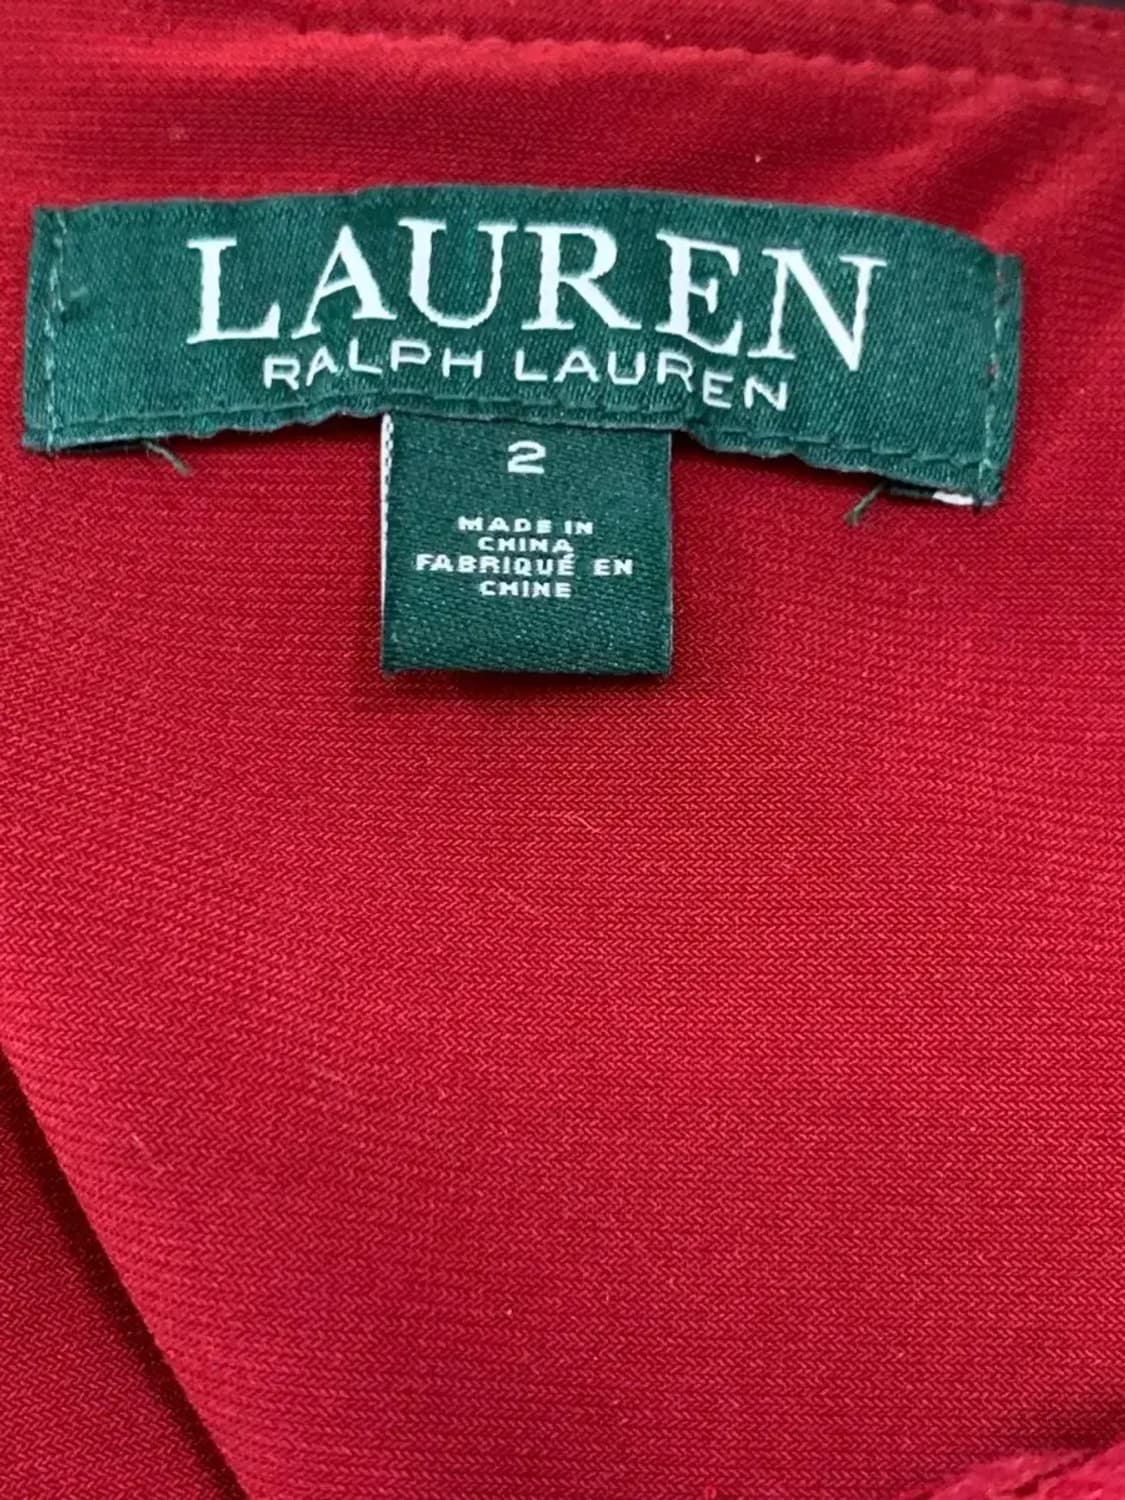 LAUREN
RALPH LAUREN
2
MADE IN
CHINA
FABRIQUÉ EN
CHINE